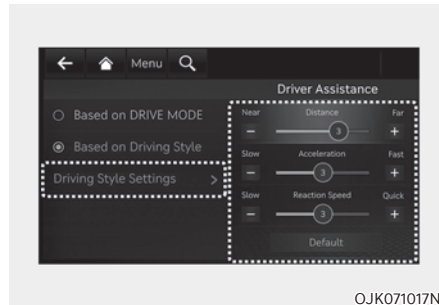 Menu
Driver Assistance
Based on DRIVE MODE
Based on Driving Style
Driving Style Settings >
Near Distance Far
− 3 +
Slow Acceleration Fast
− 3 +
Slow Reaction Speed Quick
− 3 +
Default
OJK071017N